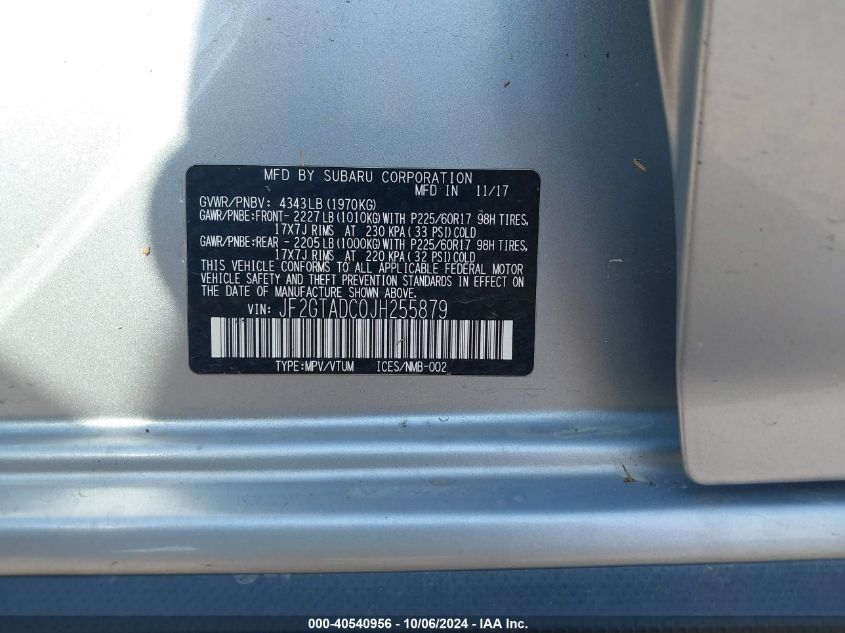 MFD BY SUBARU CORPORATION
MFD IN 11/17
GVWR/PNBV: 4343LB (1970KG)
GAWR/PNBE:FRONT- 2227LB(1010KG)WITH P225/60R17 98H TIRES,
17X7J RIMS AT 230 KPA(33 PSI)COLD
GAWR/PNBE:REAR - 2205LB(1000KG)WITH P225/60R17 98H TIRES,
17X7J RIMS AT 220 KPA(32 PSI)COLD
THIS VEHICLE CONFORMS TO ALL APPLICABLE FEDERAL MOTOR
VEHICLE SAFETY AND THEFT PREVENTION STANDARDS IN EFFECT
ON THE DATE OF MANUFACTURE SHOWN ABOVE.
VIN: JF2GTADC0JH255879
TYPE:MPV/VTUM ICES/NMB-002
000-40540956 - 10/06/2024 - IAA Inc.